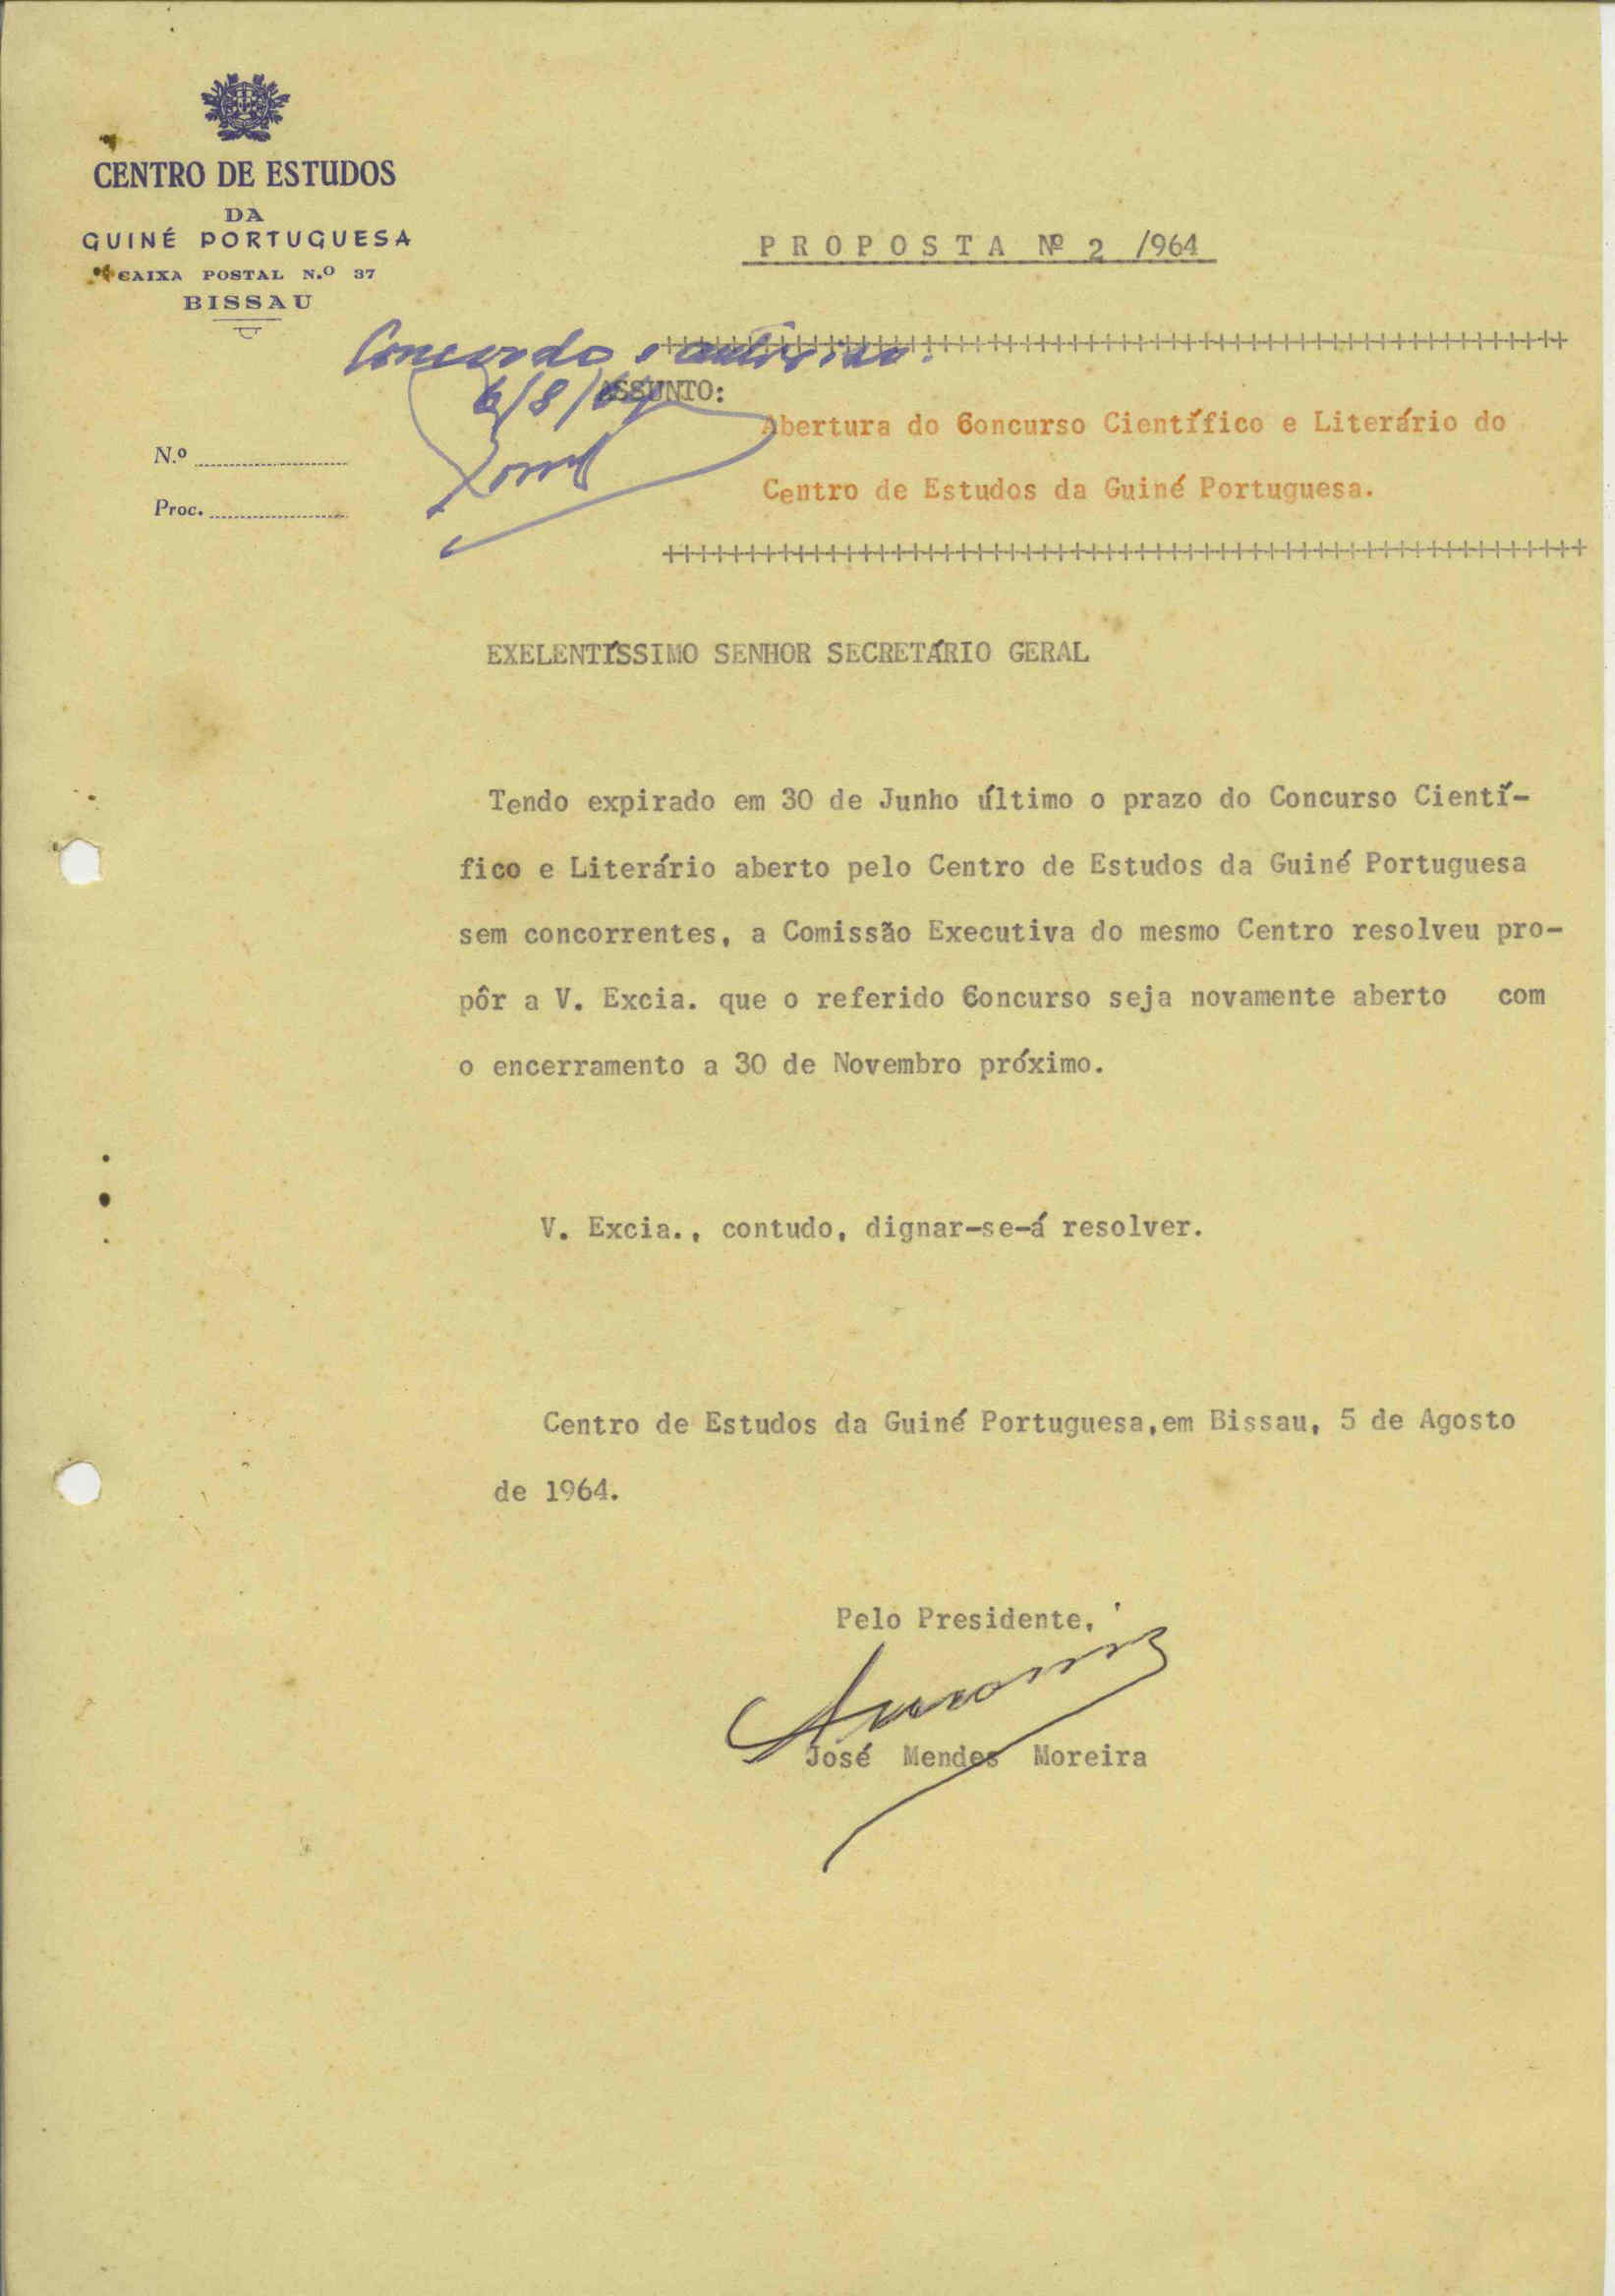 CENTRO DE ESTUDOS
DA
GUINÉ PORTUGUESA
CAIXA POSTAL N.º 37
BISSAU
PROPOSTA Nº 2 /964
Concordo e autorizo.
6/8/64
ASSUNTO:
Abertura do Concurso Científico e Literário do
Centro de Estudos da Guiné Portuguesa.
N.º
Proc.
EXELENTÍSSIMO SENHOR SECRETÁRIO GERAL
Tendo expirado em 30 de Junho último o prazo do Concurso Cientí-
fico e Literário aberto pelo Centro de Estudos da Guiné Portuguesa
sem concorrentes, a Comissão Executiva do mesmo Centro resolveu pro-
pôr a V. Excia. que o referido Concurso seja novamente aberto com
o encerramento a 30 de Novembro próximo.
V. Excia., contudo, dignar-se-á resolver.
Centro de Estudos da Guiné Portuguesa,em Bissau, 5 de Agosto
de 1964.
Pelo Presidente,
José Mendes Moreira